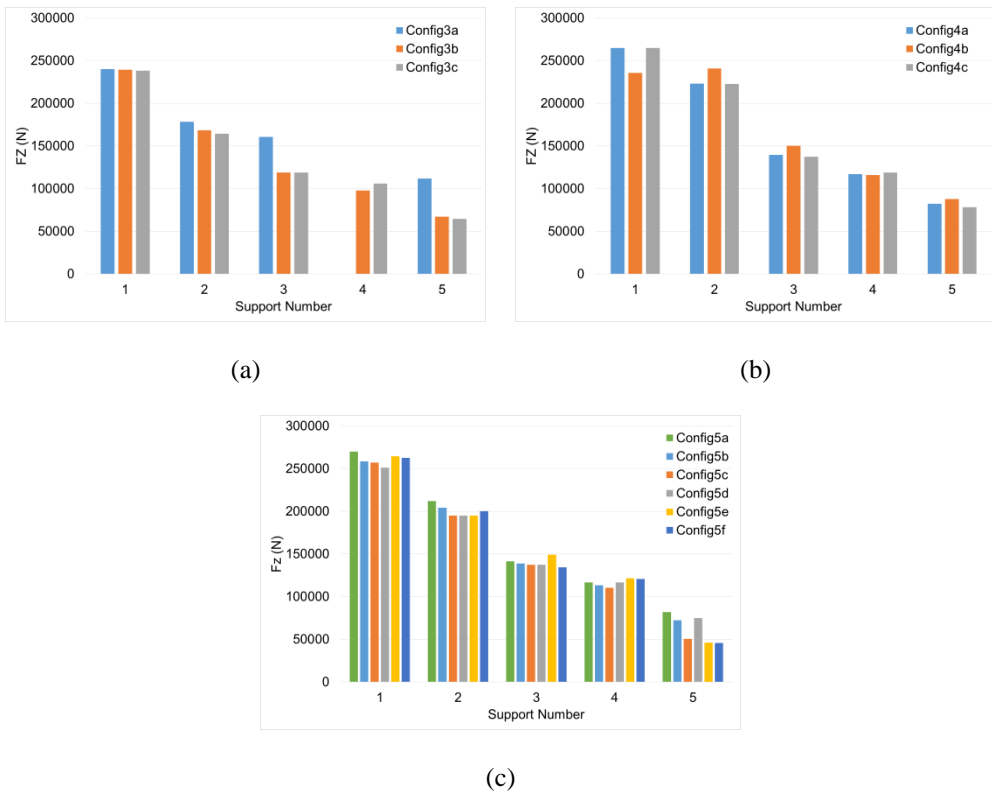 300000
250000
200000
150000
100000
50000
0
FZ (N)
Config3a
Config3b
Config3c
1 2 3 4 5
Support Number
(a)
300000
250000
200000
150000
100000
50000
0
FZ (N)
Config4a
Config4b
Config4c
1 2 3 4 5
Support Number
(b)
300000
250000
200000
150000
100000
50000
0
Fz (N)
Config5a
Config5b
Config5c
Config5d
Config5e
Config5f
1 2 3 4 5
Support Number
(c)